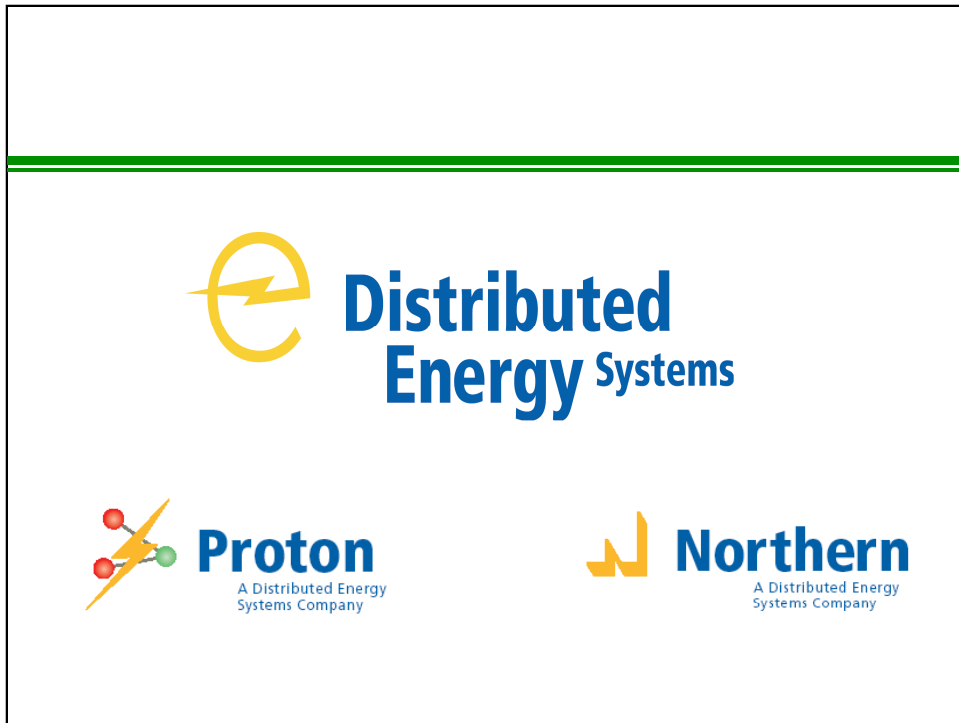 Distributed
Energy Systems
Proton
A Distributed Energy
Systems Company
Northern
A Distributed Energy
Systems Company